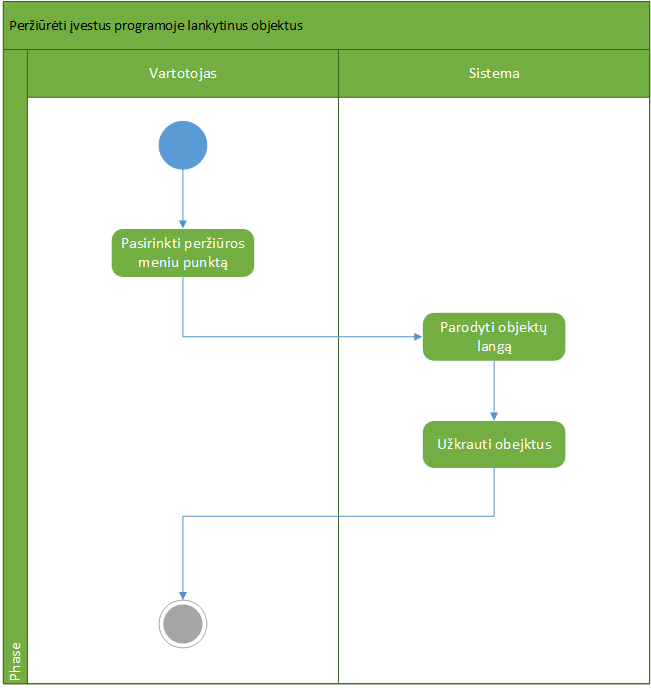 Peržiūrėti įvestus programoje lankytinus objektus
Vartotojas
Sistema
Pasirinkti peržiūros
meniu punktą
Parodyti objektų
langą
Užkrauti obejktus
Phase